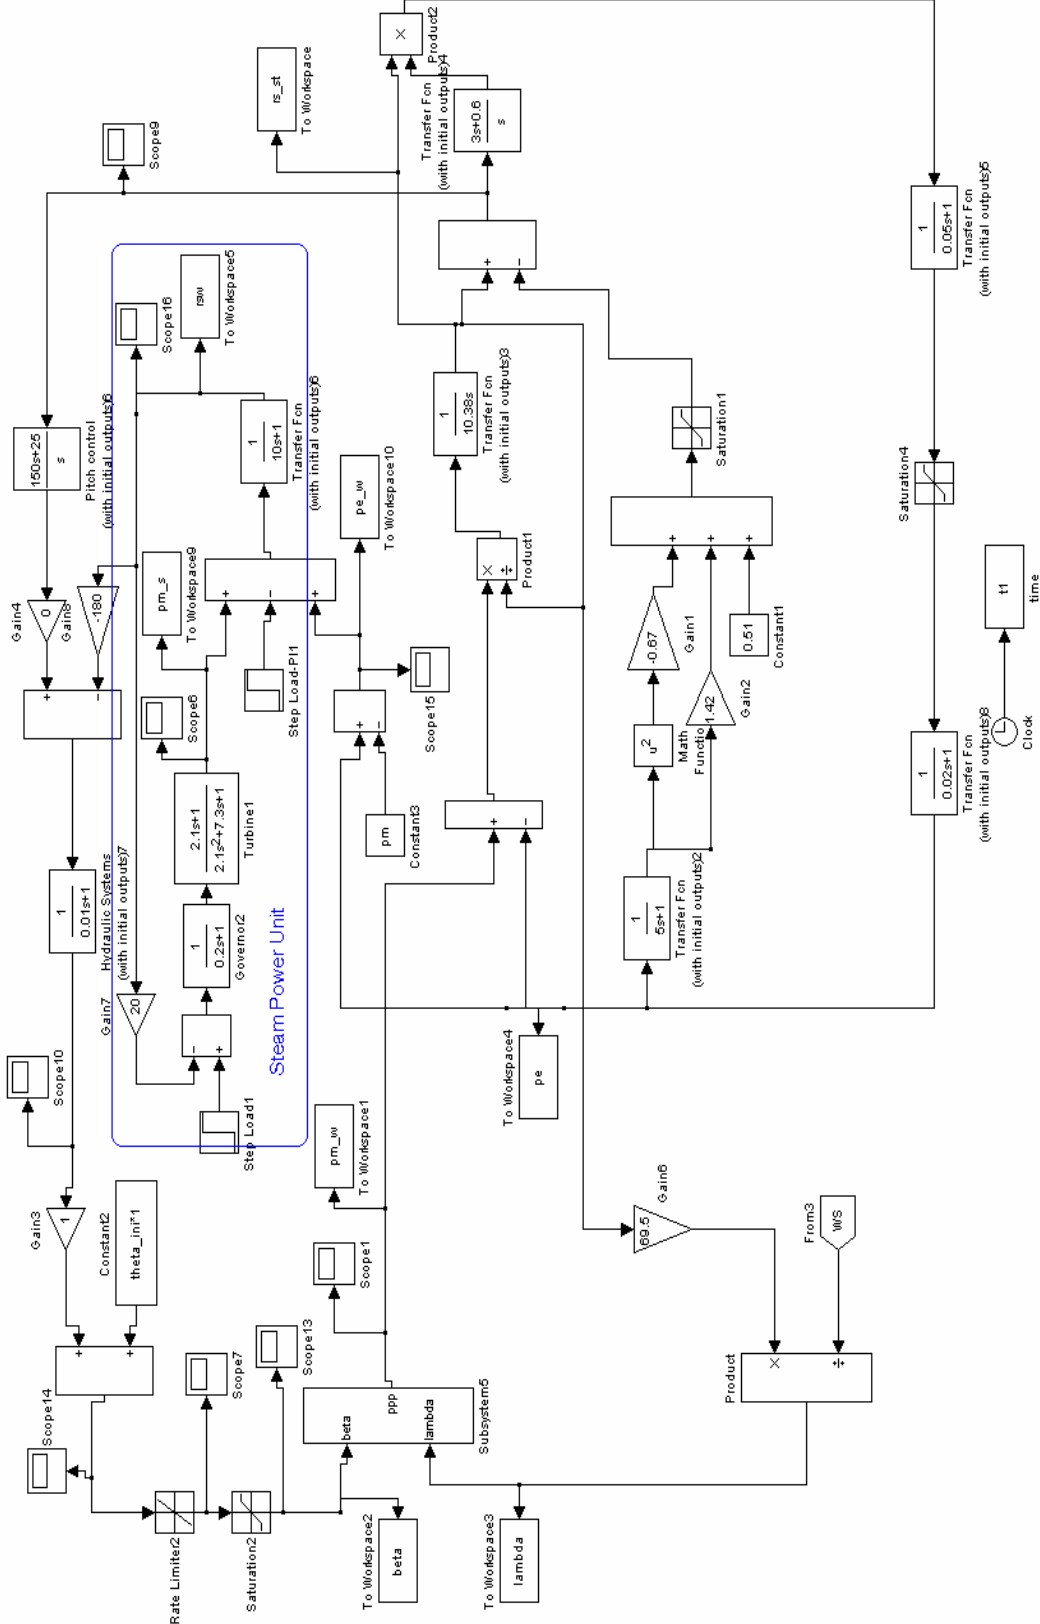 Scope14
Rate Limiter2
Saturation2
Scope7
Scope13
To Workspace2
beta
To Workspace3
lambda
beta
ppp
lambda
Subsystem5
Product
×
÷
From3
WS
Gain6
69.5
Gain3
1
Constant2
theta_ini*1
+
+
Scope1
pm_w
To Workspace1
Scope10
1
0.01s+1
Hydraulic Systems
(with initial outputs)7
Step Load1
Steam Power Unit
Gain7
20
-
+
1
0.2s+1
Governor2
2.1s+1
2.1s²+7.3s+1
Turbine1
Scope6
pm_s
To Workspace9
Step Load-Pl1
+
-
+
1
10s+1
Transfer Fcn
(with initial outputs)6
Scope16
rsw
To Workspace5
Gain4
0
Gain8
-180
+
-
150s+25
s
Pitch control
(with initial outputs)6
Scope9
rs_st
To Workspace
×
Product2
3s+0.6
s
Transfer Fcn
(with initial outputs)4
+
-
1
10.38s
Transfer Fcn
(with initial outputs)3
×
÷
Product1
pe_w
To Workspace10
Scope15
+
-
pm
Constant3
+
-
To Workspace4
pe
1
5s+1
Transfer Fcn
(with initial outputs)2
u²
Math
Functio
-0.67
Gain1
1.42
Gain2
0.51
Constant1
+
+
+
Saturation1
1
0.05s+1
Transfer Fcn
(with initial outputs)5
Saturation4
1
0.02s+1
Transfer Fcn
(with initial outputs)8
Clock
t1
time